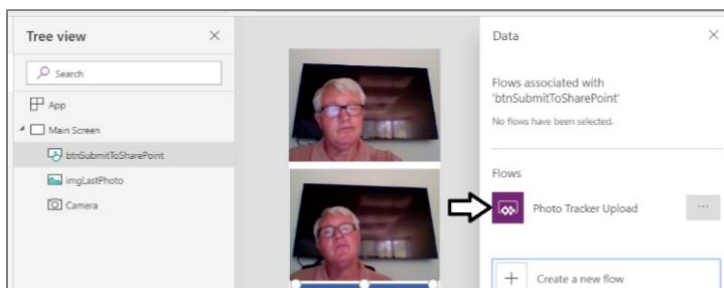 Tree view
Search
App
Main Screen
btnSubmitToSharePoint
imgLastPhoto
Camera
Data
Flows associated with
'btnSubmitToSharePoint'
No flows have been selected.
Flows
Photo Tracker Upload
Create a new flow